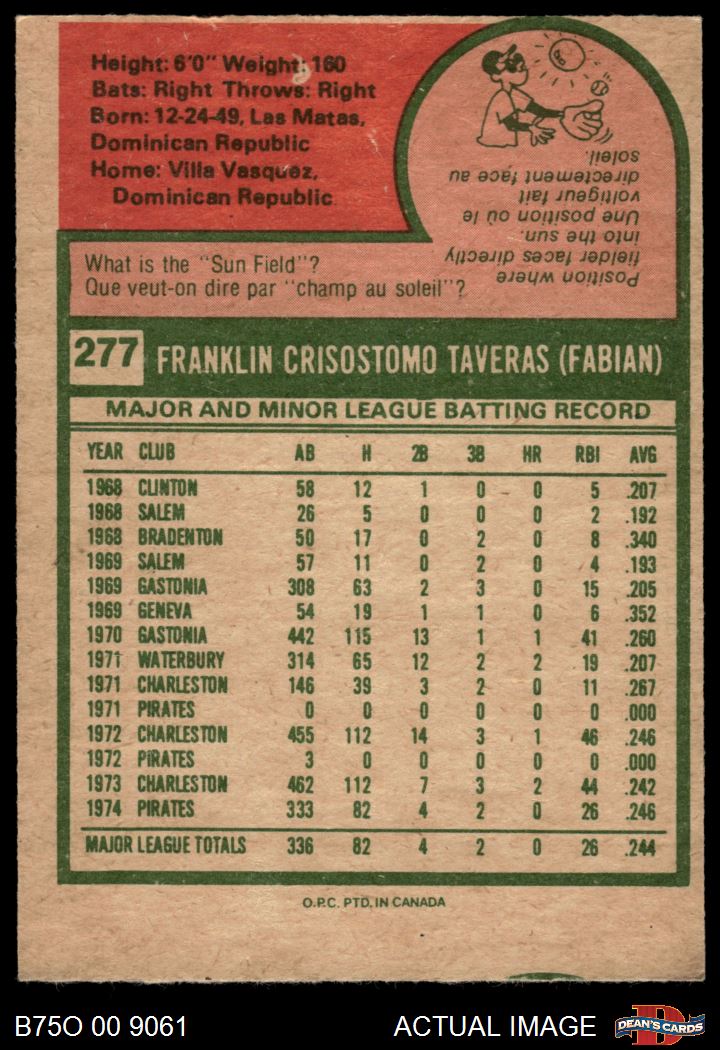 Height: 6'0" Weight: 160
Bats: Right Throws: Right
Born: 12-24-49, Las Matas,
Dominican Republic
Home: Villa Vasquez,
Dominican Republic
What is the "Sun Field"?
Que veut-on dire par "champ au soleil"?
Position where
fielder faces directly
into the sun.
Une position où le
voltigeur fait
directement face au
soleil.
277 FRANKLIN CRISOSTOMO TAVERAS (FABIAN)
MAJOR AND MINOR LEAGUE BATTING RECORD
YEAR CLUB AB H 2B 3B HR RBI AVG
1968 CLINTON 58 12 1 0 0 5 .207
1968 SALEM 26 5 0 0 0 2 .192
1968 BRADENTON 50 17 0 2 0 8 .340
1969 SALEM 57 11 0 2 0 4 .193
1969 GASTONIA 308 63 2 3 0 15 .205
1969 GENEVA 54 19 1 1 0 6 .352
1970 GASTONIA 442 115 13 1 1 41 .260
1971 WATERBURY 314 65 12 2 2 19 .207
1971 CHARLESTON 146 39 3 2 0 11 .267
1971 PIRATES 0 0 0 0 0 0 .000
1972 CHARLESTON 455 112 14 3 1 46 .246
1972 PIRATES 3 0 0 0 0 0 .000
1973 CHARLESTON 462 112 7 3 2 44 .242
1974 PIRATES 333 82 4 2 0 26 .246
MAJOR LEAGUE TOTALS 336 82 4 2 0 26 .244
O.P.C. PTD. IN CANADA
B75O 00 9061
ACTUAL IMAGE
DEAN'S CARDS